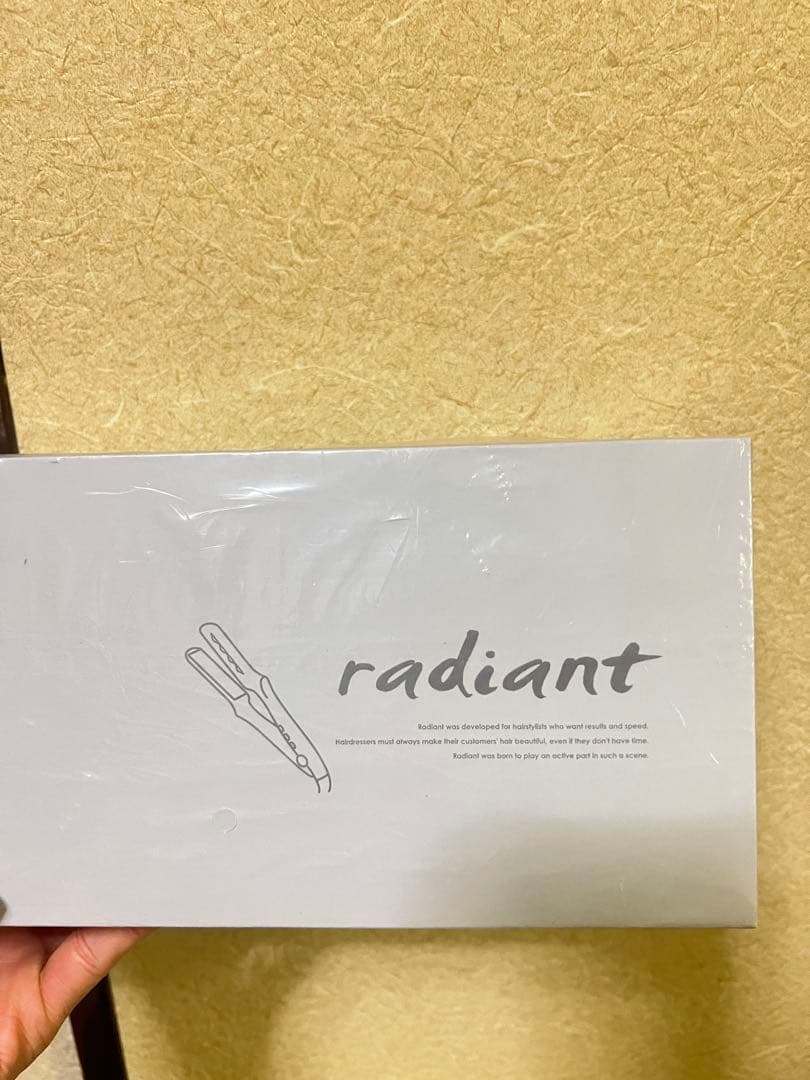 radiant
Radiant was developed for hairstylists who want results and speed.
Hairdressers must always make their customers' hair beautiful, even if they don't have time.
Radiant was born to play an active part in such a scene.